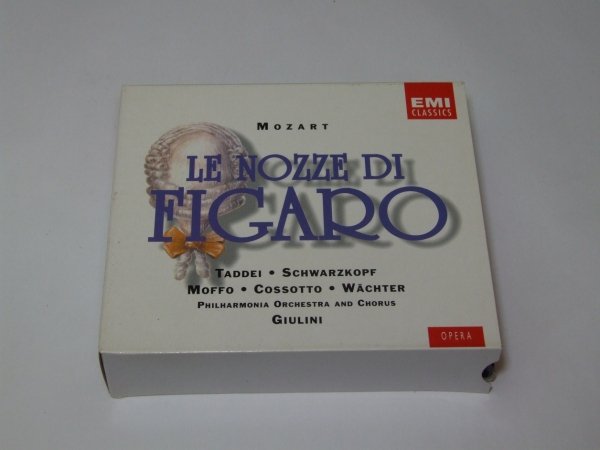 EMI
CLASSICS
MOZART
LE NOZZE DI
FIGARO
TADDEI • SCHWARZKOPF
MOFFO • COSSOTTO • WÄCHTER
PHILHARMONIA ORCHESTRA AND CHORUS
GIULINI
OPERA